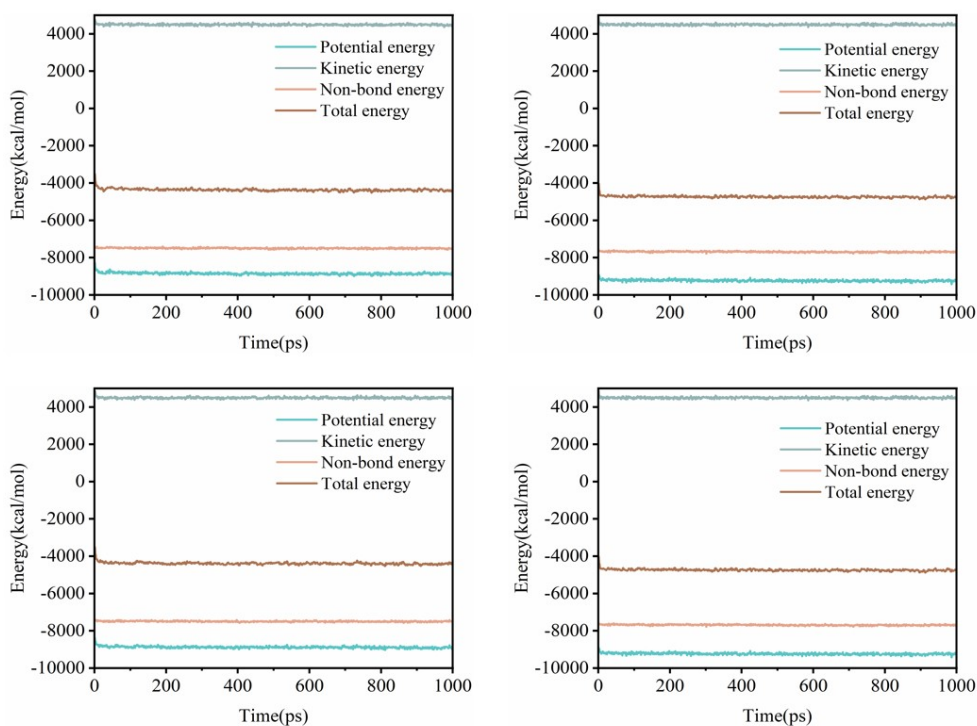 4000
2000
0
-2000
-4000
-6000
-8000
-10000
Energy(kcal/mol)
Potential energy
Kinetic energy
Non-bond energy
Total energy
0 200 400 600 800 1000
Time(ps)
4000
2000
0
-2000
-4000
-6000
-8000
-10000
Energy(kcal/mol)
Potential energy
Kinetic energy
Non-bond energy
Total energy
0 200 400 600 800 1000
Time(ps)
4000
2000
0
-2000
-4000
-6000
-8000
-10000
Energy(kcal/mol)
Potential energy
Kinetic energy
Non-bond energy
Total energy
0 200 400 600 800 1000
Time(ps)
4000
2000
0
-2000
-4000
-6000
-8000
-10000
Energy(kcal/mol)
Potential energy
Kinetic energy
Non-bond energy
Total energy
0 200 400 600 800 1000
Time(ps)